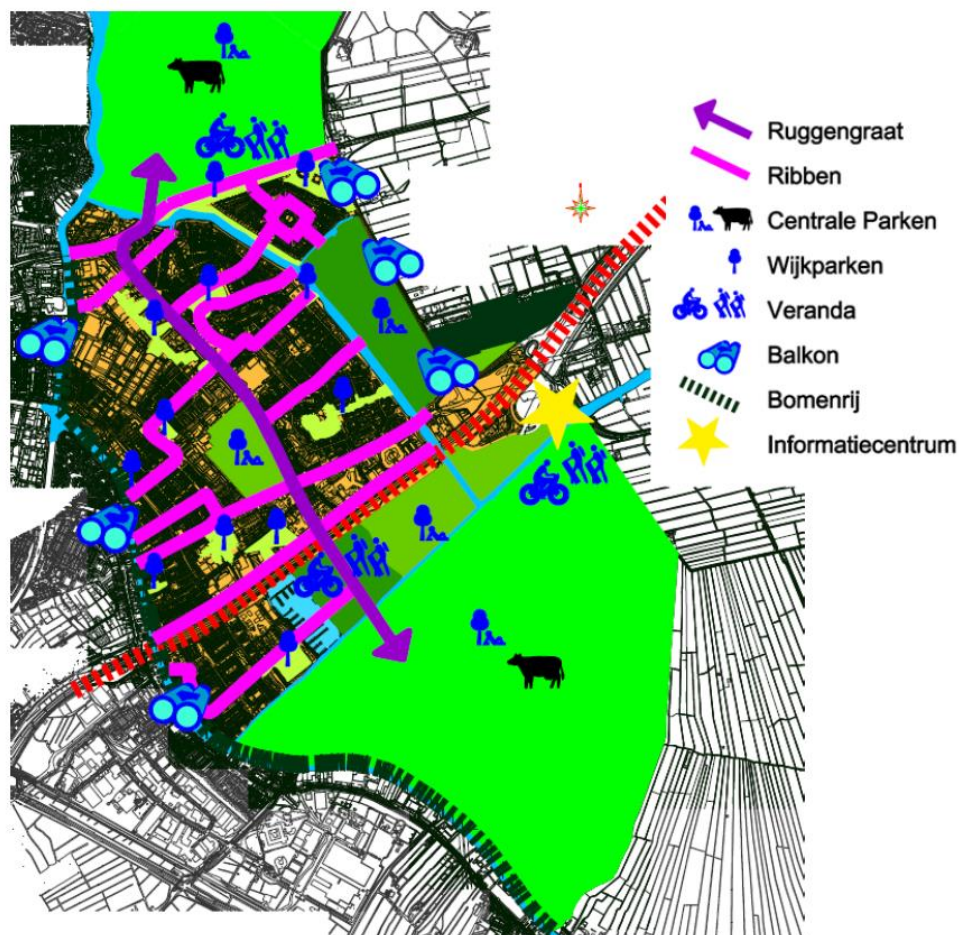 Ruggengraat
Ribben
Centrale Parken
Wijkparken
Veranda
Balkon
Bomenrij
Informatiecentrum